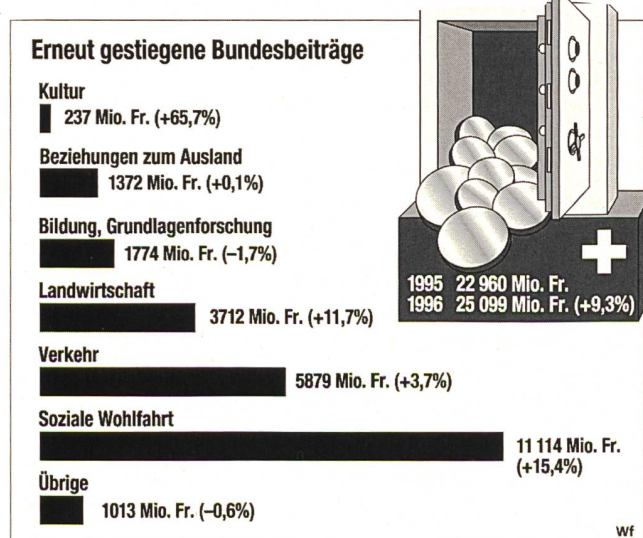 Erneut gestiegene Bundesbeiträge
Kultur
237 Mio. Fr. (+65,7%)
Beziehungen zum Ausland
1372 Mio. Fr. (+0,1%)
Bildung, Grundlagenforschung
1774 Mio. Fr. (–1,7%)
Landwirtschaft
3712 Mio. Fr. (+11,7%)
Verkehr
5879 Mio. Fr. (+3,7%)
Soziale Wohlfahrt
11 114 Mio. Fr.
(+15,4%)
Übrige
1013 Mio. Fr. (–0,6%)
1995 22 960 Mio. Fr.
1996 25 099 Mio. Fr. (+9,3%)
Wf